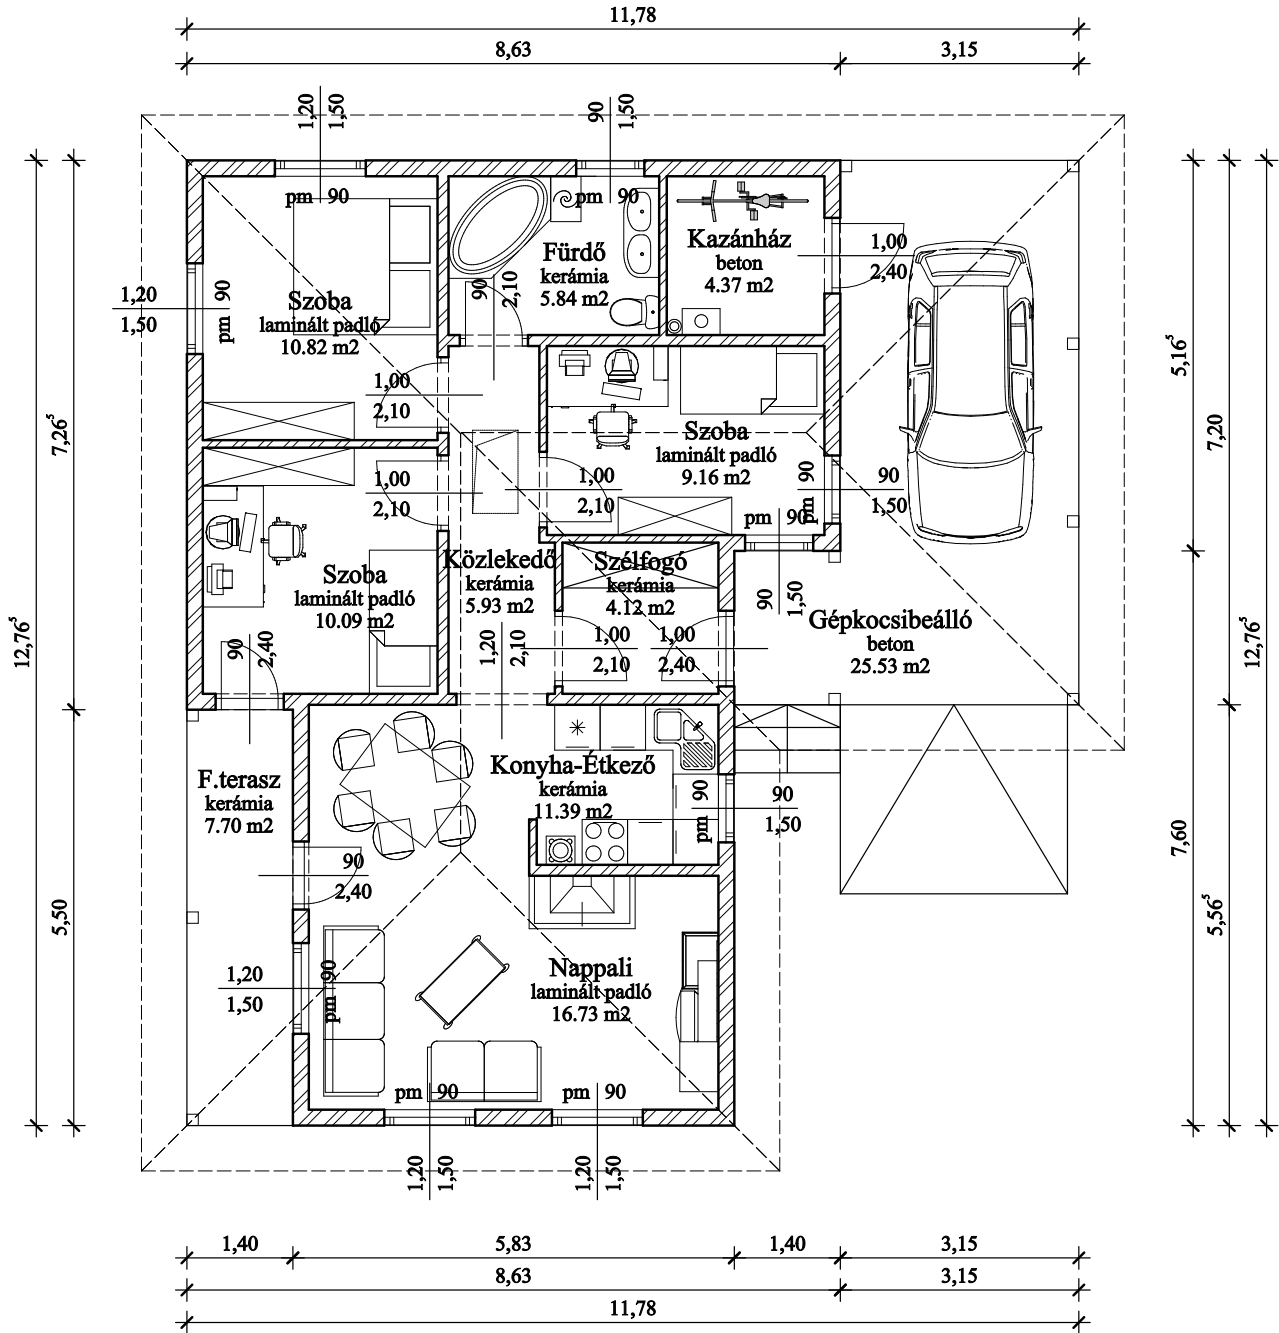 11,78
8,63
3,15
1,20
1,50
90
1,50
pm 90
pm 90
Fürdő
kerámia
5.84 m2
Kazánház
beton
4.37 m2
1,00
2,40
90
2,10
1,20
1,50
pm 90
Szoba
laminált padló
10.82 m2
1,00
2,10
5,16⁵
7,20
7,26⁵
Szoba
laminált padló
9.16 m2
1,00
2,10
1,00
2,10
pm 90
90
1,50
pm 90
90
1,50
Közlekedő
kerámia
5.93 m2
Szélfogó
kerámia
4.12 m2
Szoba
laminált padló
10.09 m2
Gépkocsibeálló
beton
25.53 m2
12,76⁵
12,76⁵
90
2,40
1,20
2,10
1,00
2,10
1,00
2,40
F.terasz
kerámia
7.70 m2
Konyha-Étkező
kerámia
11.39 m2
pm 90
90
1,50
7,60
90
2,40
5,50
5,56⁵
1,20
1,50
pm 90
Nappali
laminált padló
16.73 m2
pm 90
pm 90
1,20
1,50
1,20
1,50
1,40
5,83
1,40
3,15
8,63
3,15
11,78